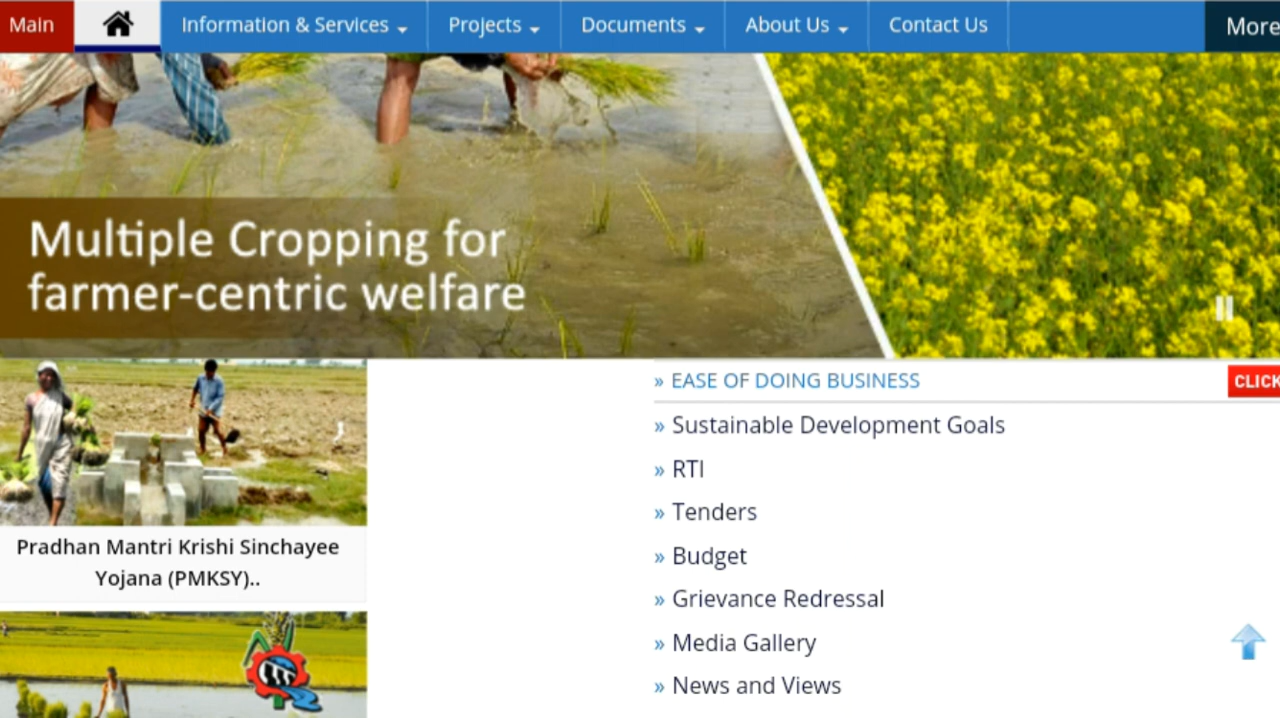 Main
Information & Services
Projects
Documents
About Us
Contact Us
More
Multiple Cropping for
farmer-centric welfare
» EASE OF DOING BUSINESS
CLICK
» Sustainable Development Goals
» RTI
» Tenders
» Budget
» Grievance Redressal
» Media Gallery
» News and Views
Pradhan Mantri Krishi Sinchayee
Yojana (PMKSY)..